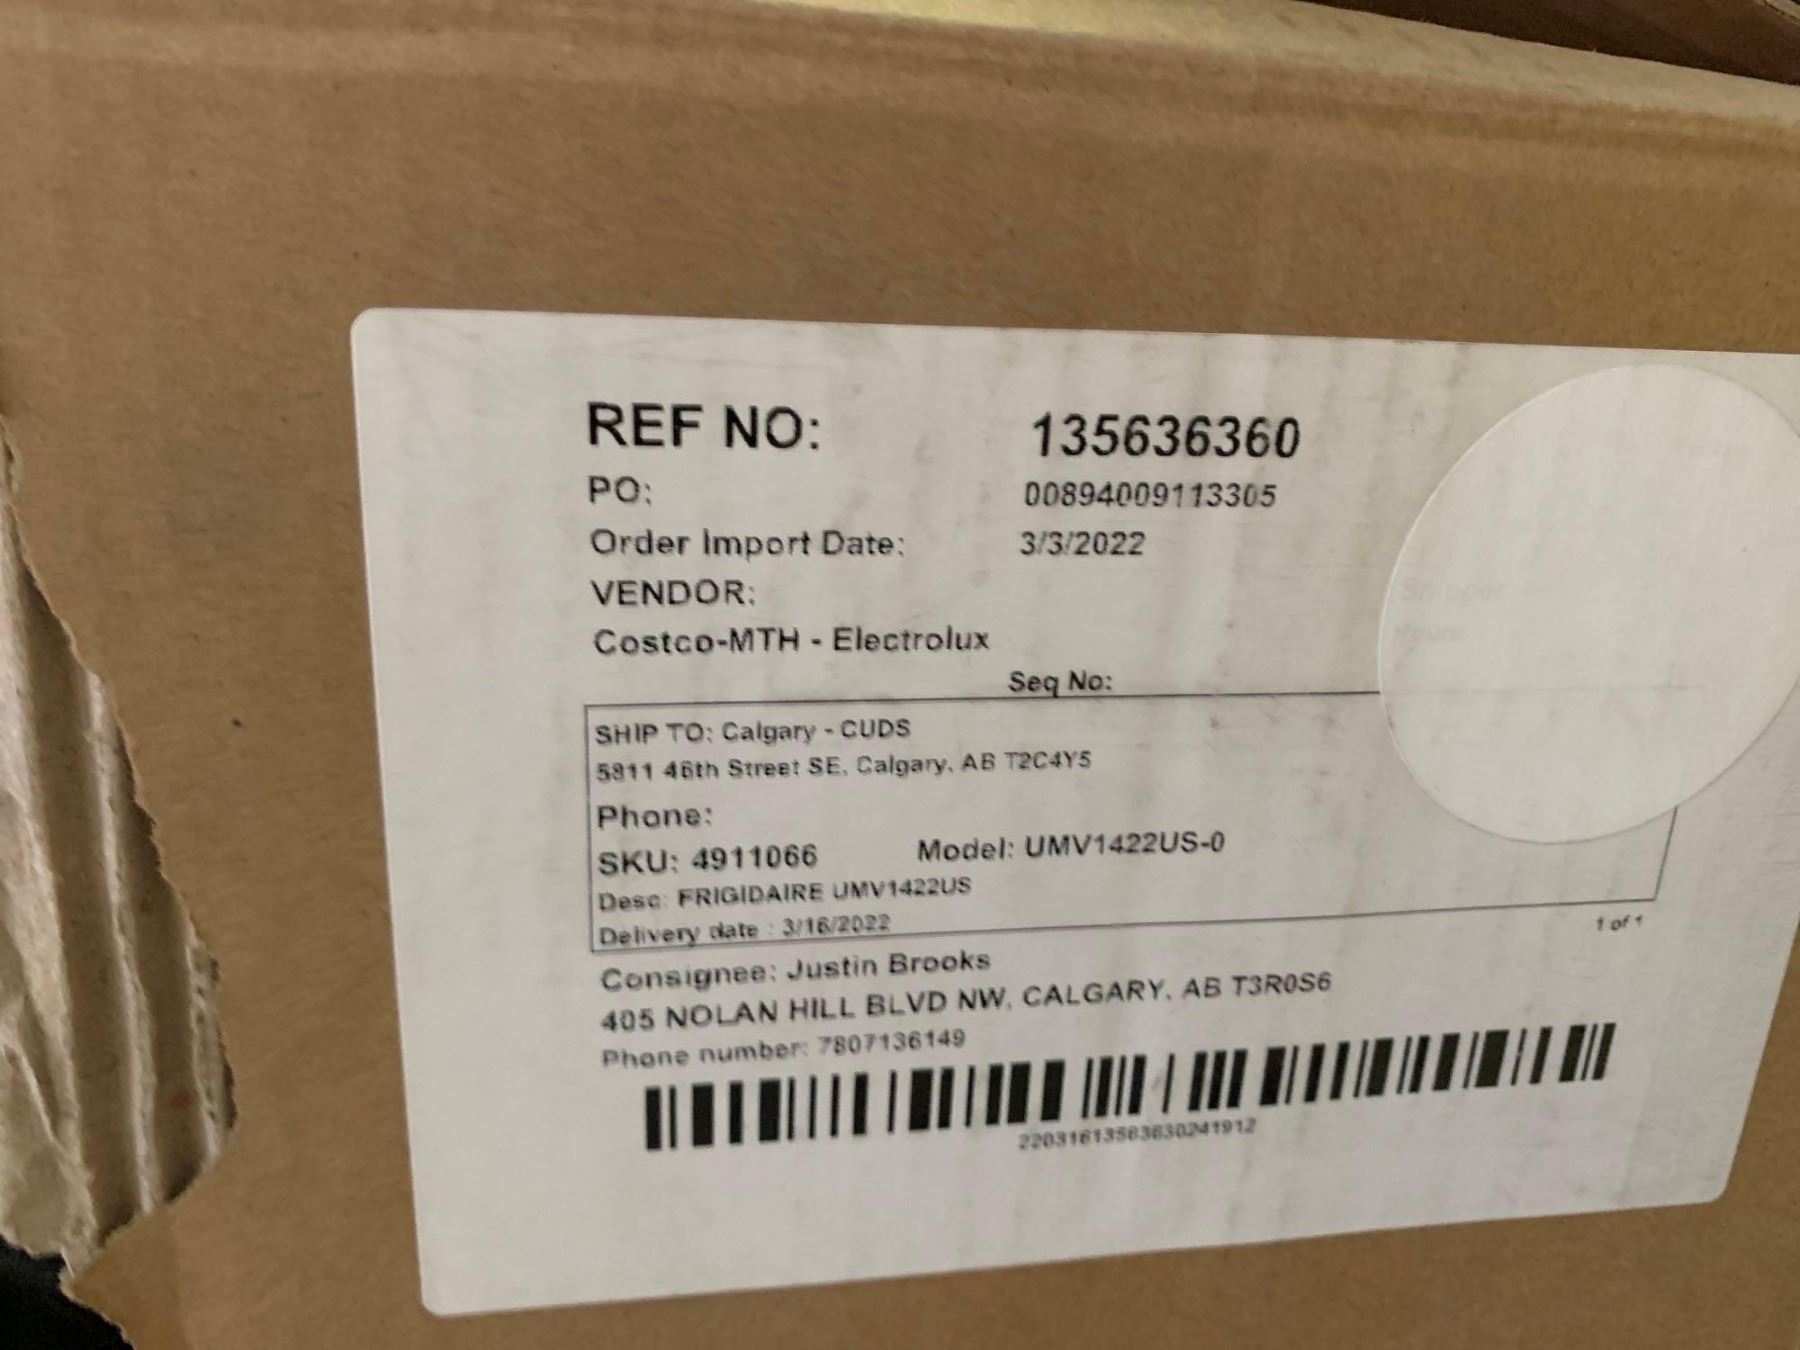 REF NO: 135636360
PO: 00894009113305
Order Import Date: 3/3/2022
VENDOR:
Costco-MTH - Electrolux
Seq No:
SHIP TO: Calgary - CUDS
5811 46th Street SE, Calgary, AB T2C4Y5
Phone:
SKU: 4911066 Model: UMV1422US-0
Desc: FRIGIDAIRE UMV1422US
Delivery date : 3/16/2022
1 of 1
Consignee: Justin Brooks
405 NOLAN HILL BLVD NW, CALGARY, AB T3R0S6
Phone number: 7807136149